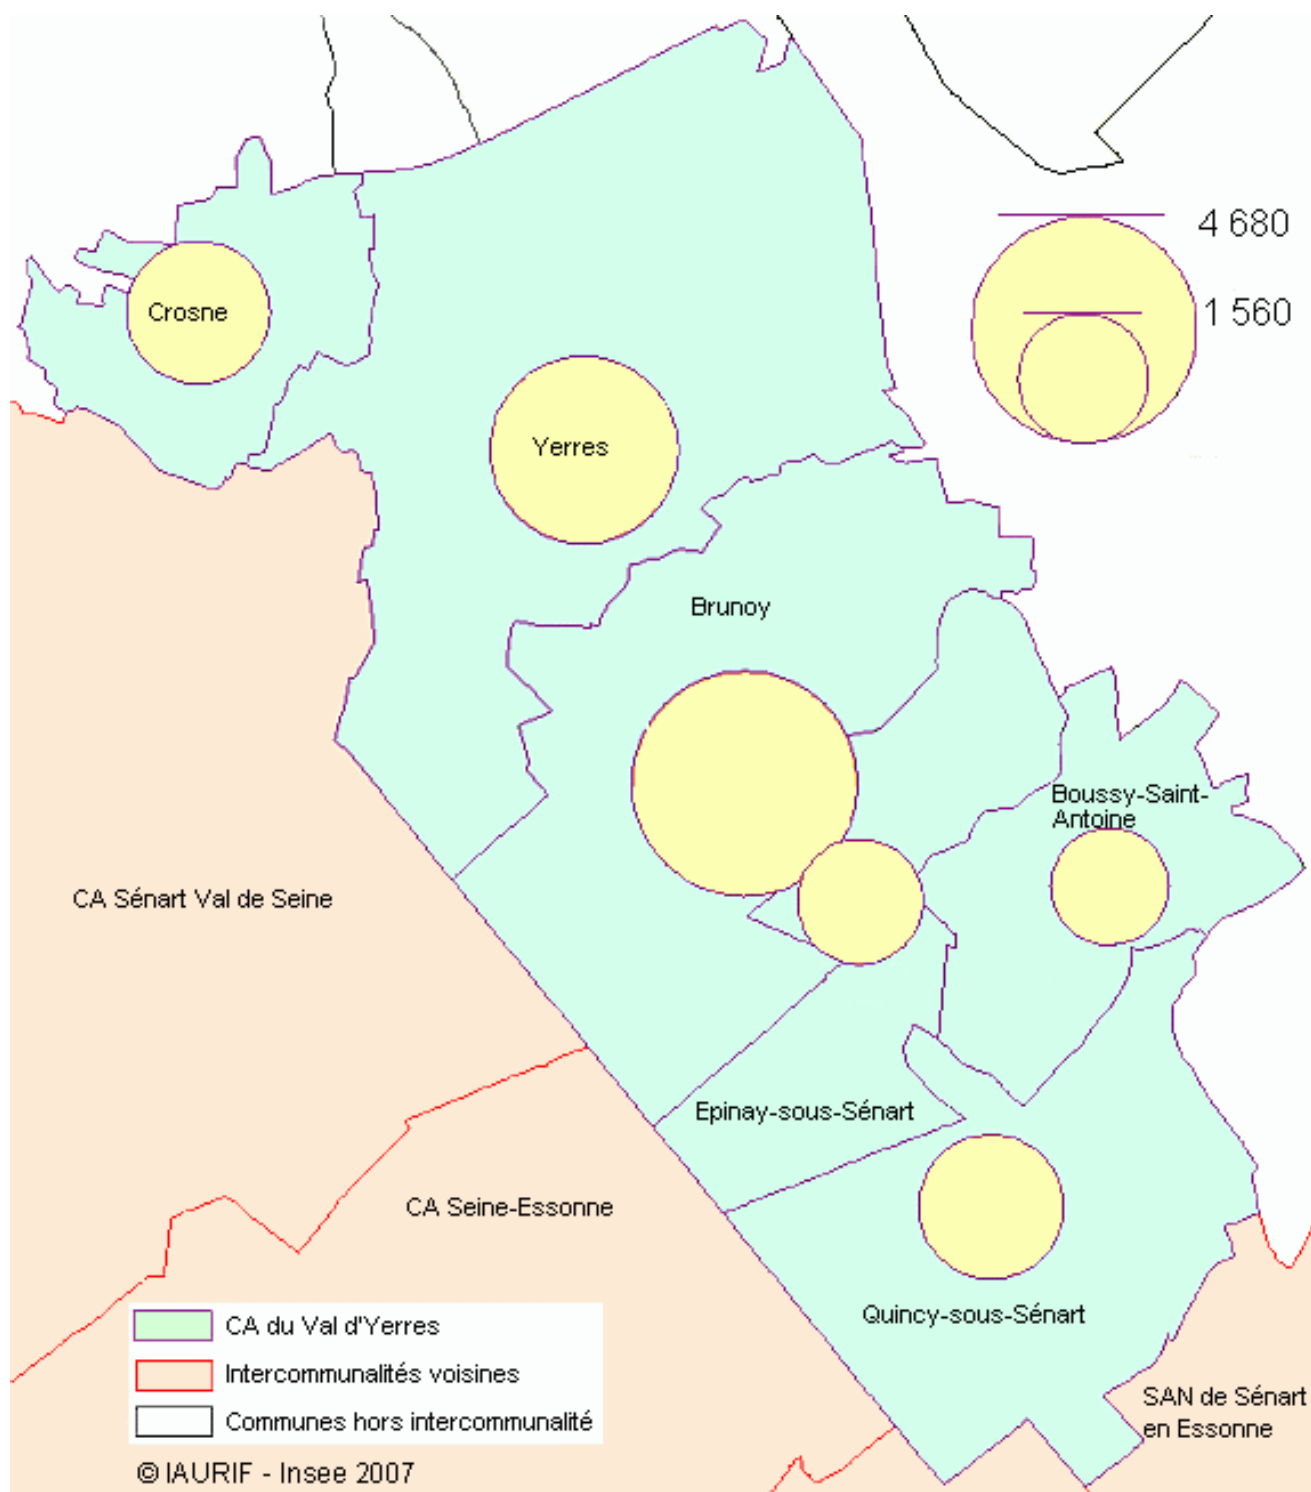 4 680
1 560
Crosne
Yerres
Brunoy
Boussy-Saint-
Antoine
CA Sénart Val de Seine
Epinay-sous-Sénart
CA Seine-Essonne
Quincy-sous-Sénart
CA du Val d'Yerres
Intercommunalités voisines
Communes hors intercommunalité
SAN de Sénart
en Essonne
© IAURIF - Insee 2007